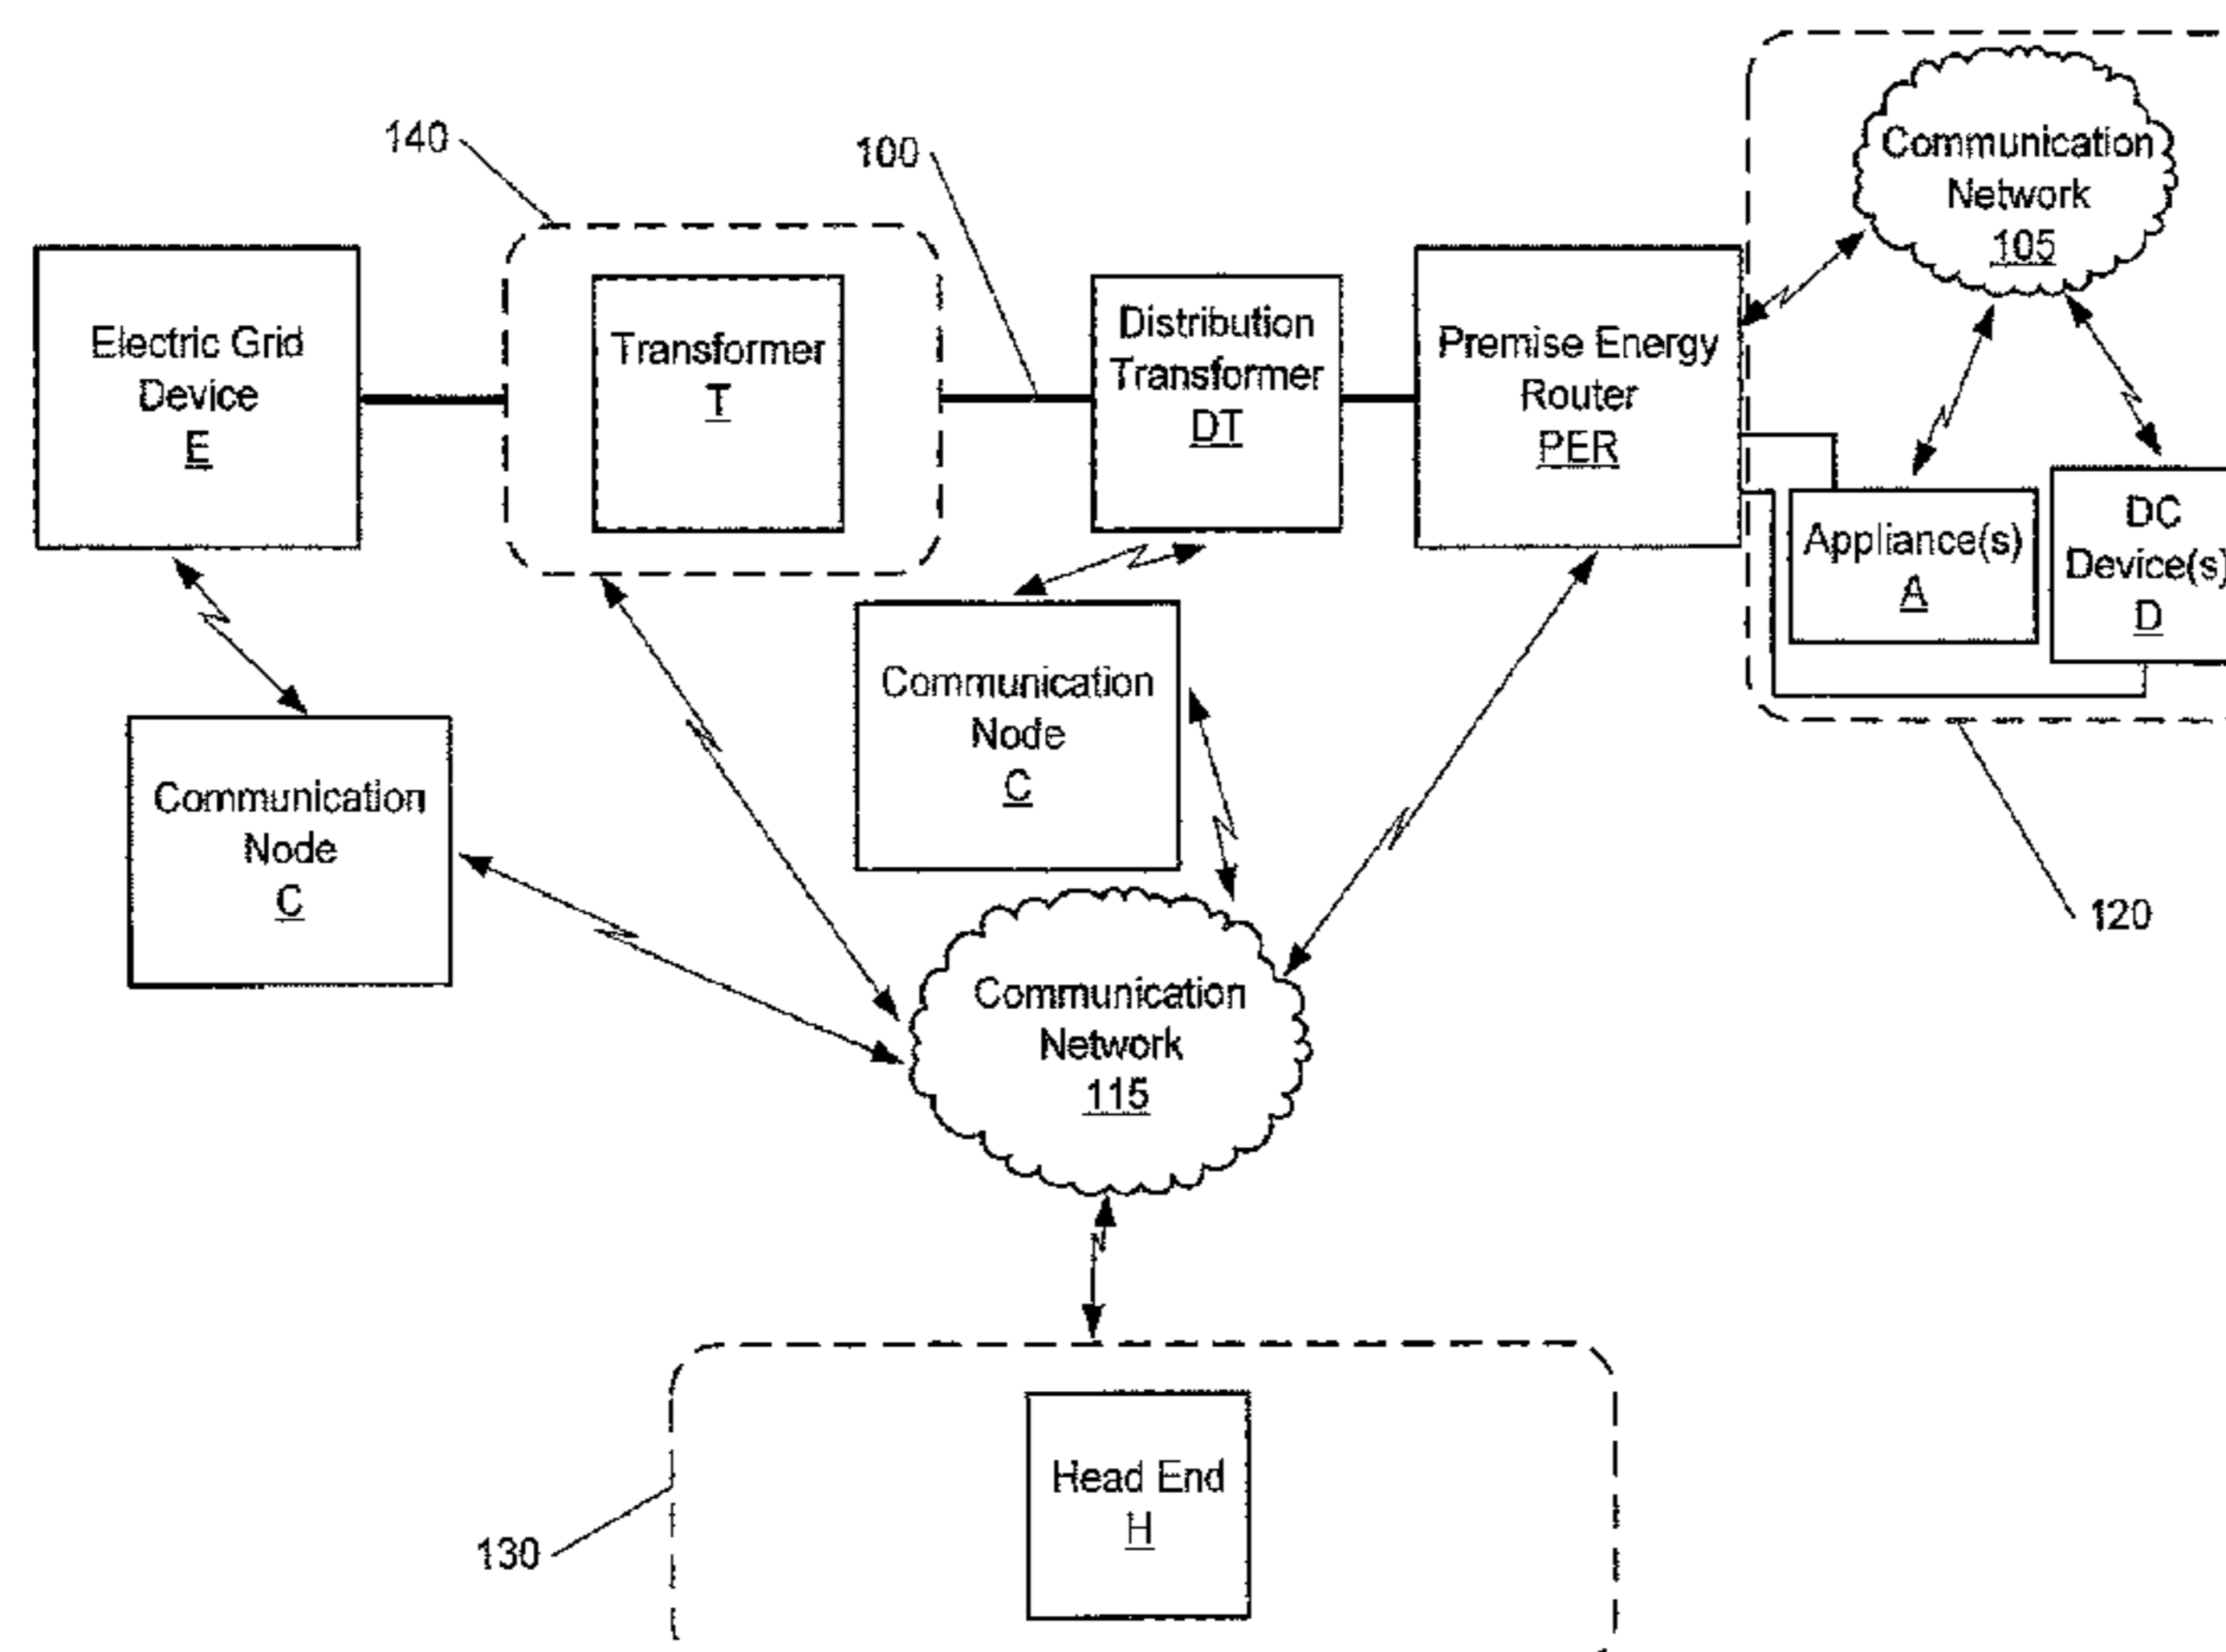 140
100
Communication
Network
105
Electric Grid
Device
E
Transformer
T
Distribution
Transformer
DT
Premise Energy
Router
PER
Appliance(s)
A
DC
Device(s)
D
Communication
Node
C
Communication
Node
C
120
Communication
Network
115
Head End
H
130